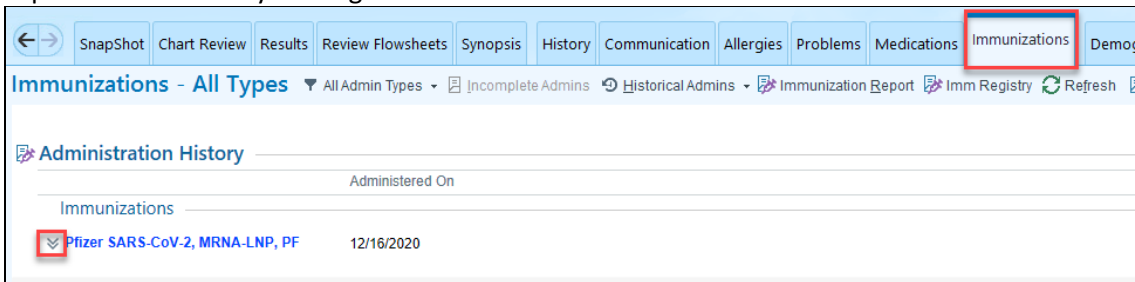 SnapShot Chart Review Results Review Flowsheets Synopsis History Communication Allergies Problems Medications Immunizations Demog
Immunizations - All Types All Admin Types Incomplete Admins Historical Admins Immunization Report Imm Registry Refresh
Administration History
Administered On
Immunizations
Pfizer SARS-CoV-2, MRNA-LNP, PF 12/16/2020